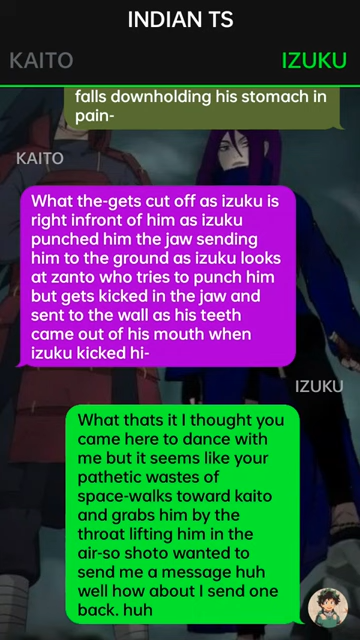 INDIAN TS
KAITO IZUKU
falls downholding his stomach in
pain-
KAITO
What the-gets cut off as izuku is
right infront of him as izuku
punched him the jaw sending
him to the ground as izuku looks
at zanto who tries to punch him
but gets kicked in the jaw and
sent to the wall as his teeth
came out of his mouth when
izuku kicked hi-
IZUKU
What thats it I thought you
came here to dance with
me but it seems like your
pathetic wastes of
space-walks toward kaito
and grabs him by the
throat lifting him in the
air-so shoto wanted to
send me a message huh
well how about I send one
back. huh